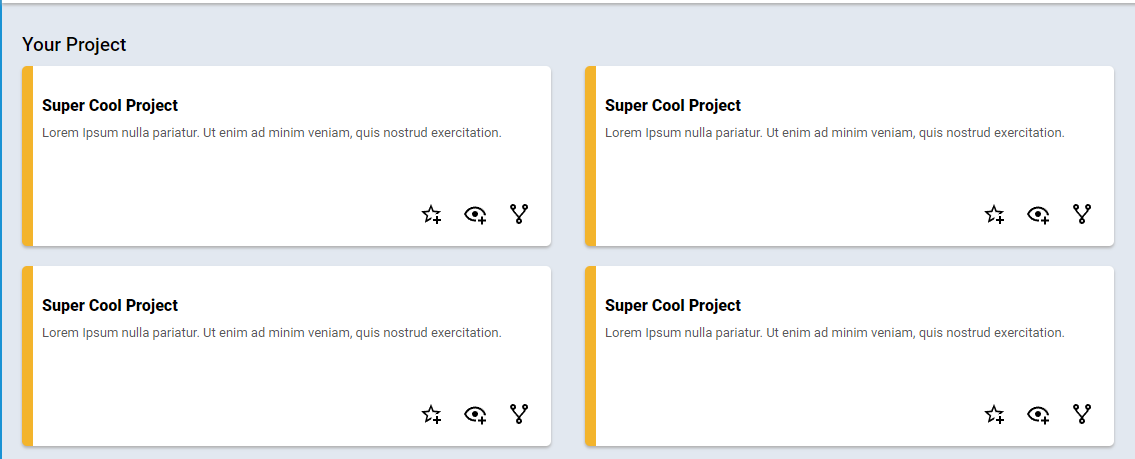 Your Project
Super Cool Project
Lorem Ipsum nulla pariatur. Ut enim ad minim veniam, quis nostrud exercitation.
Super Cool Project
Lorem Ipsum nulla pariatur. Ut enim ad minim veniam, quis nostrud exercitation.
Super Cool Project
Lorem Ipsum nulla pariatur. Ut enim ad minim veniam, quis nostrud exercitation.
Super Cool Project
Lorem Ipsum nulla pariatur. Ut enim ad minim veniam, quis nostrud exercitation.